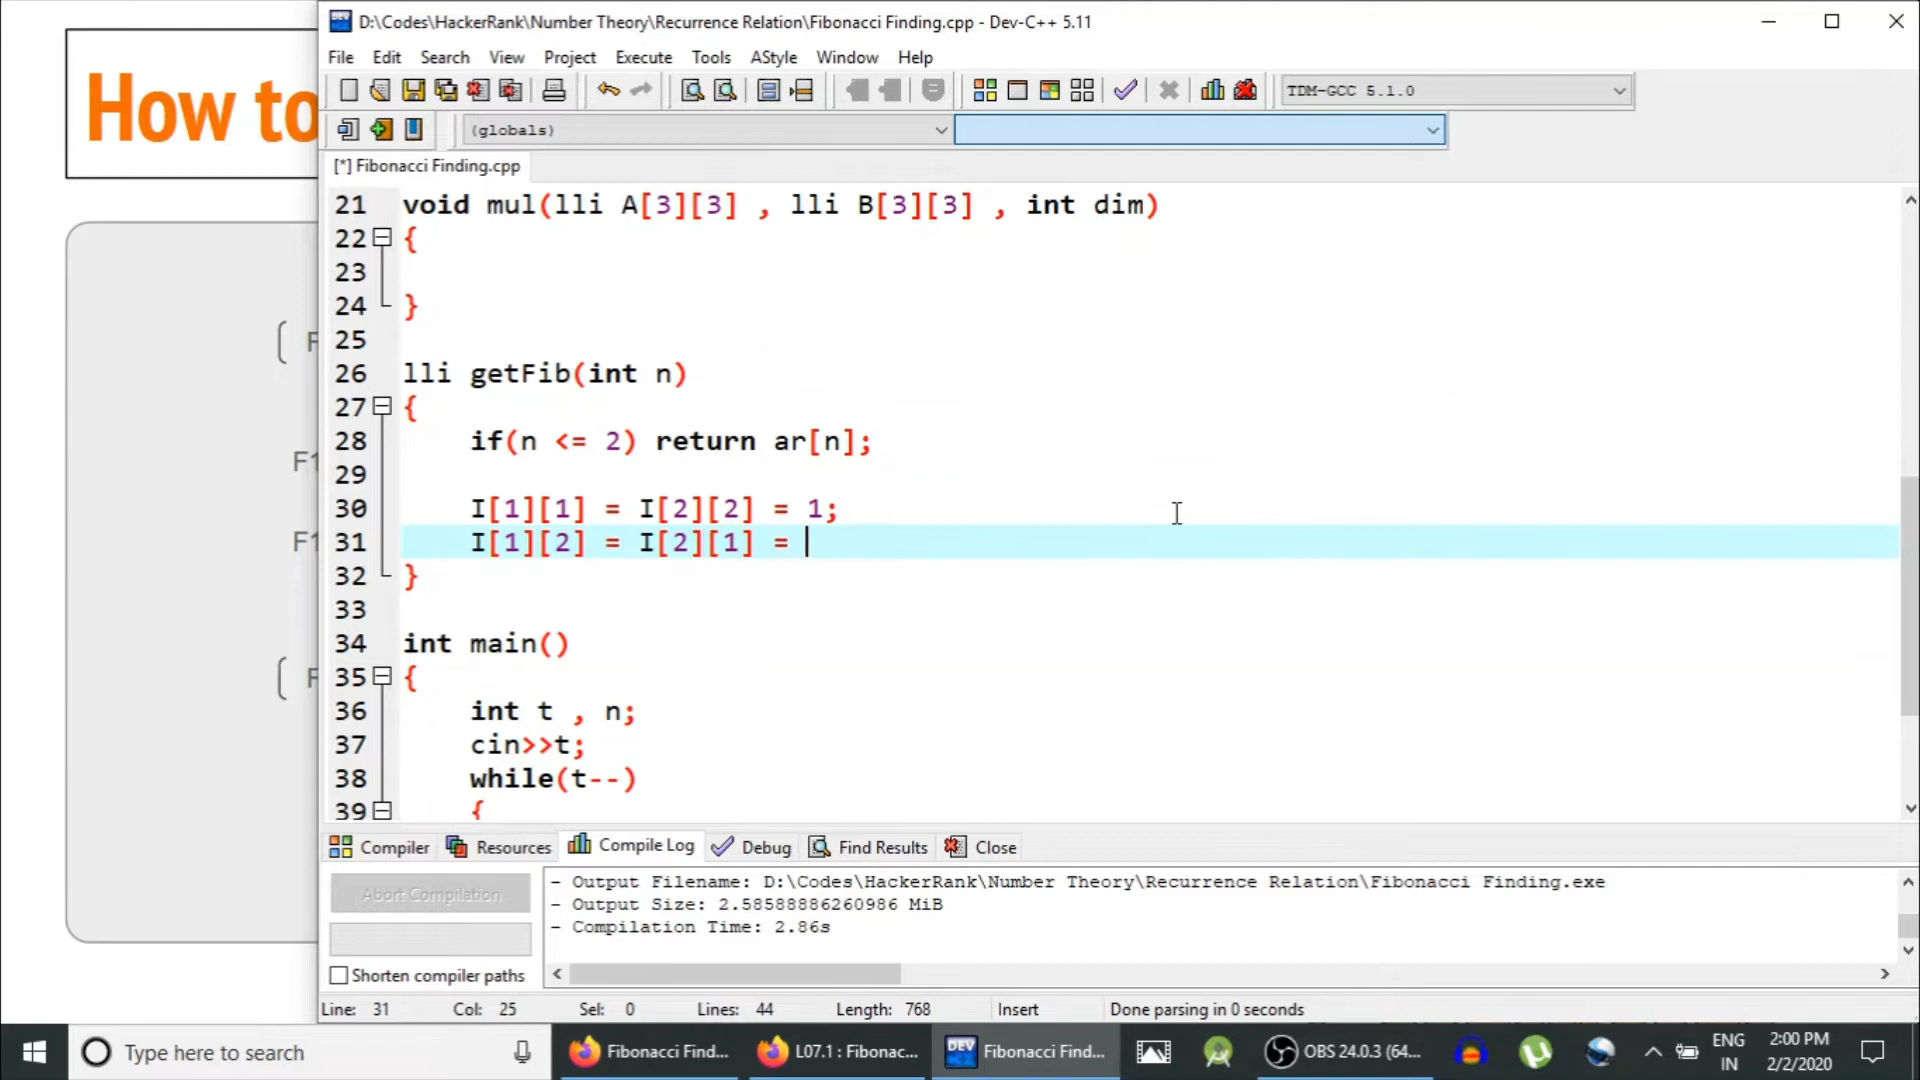 How to
F
F1
F1
F
D:\Codes\HackerRank\Number Theory\Recurrence Relation\Fibonacci Finding.cpp - Dev-C++ 5.11
File Edit Search View Project Execute Tools AStyle Window Help
TDM-GCC 5.1.0
(globals)
[*] Fibonacci Finding.cpp
21 void mul(lli A[3][3] , lli B[3][3] , int dim)
22 {
23
24 }
25
26 lli getFib(int n)
27 {
28 if(n <= 2) return ar[n];
29
30 I[1][1] = I[2][2] = 1;
31 I[1][2] = I[2][1] =
32 }
33
34 int main()
35 {
36 int t , n;
37 cin>>t;
38 while(t--)
39 {
Compiler Resources Compile Log Debug Find Results Close
Abort Compilation
Shorten compiler paths
- Output Filename: D:\Codes\HackerRank\Number Theory\Recurrence Relation\Fibonacci Finding.exe
- Output Size: 2.58588886260986 MiB
- Compilation Time: 2.86s
Line: 31 Col: 25 Sel: 0 Lines: 44 Length: 768 Insert Done parsing in 0 seconds
Type here to search
Fibonacci Find...
L07.1 : Fibonac...
DEV
Fibonacci Find...
OBS 24.0.3 (64...
ENG
IN
2:00 PM
2/2/2020